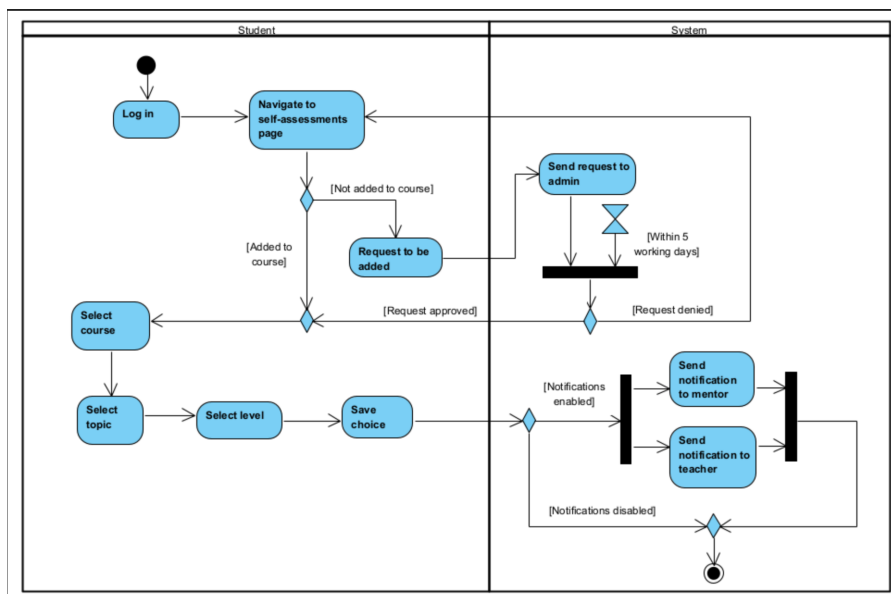 Student
System
Log in
Navigate to
self-assessments
page
[Not added to course]
Send request to
admin
[Added to
course]
Request to be
added
[Within 5
working days]
Select
course
[Request approved]
[Request denied]
Select
topic
Select level
Save
choice
[Notifications
enabled]
Send
notification
to mentor
Send
notification to
teacher
[Notifications disabled]